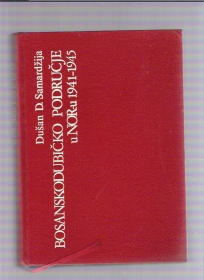 Dušan D. Samardžija
BOSANSKODUBIČKO PODRUČJE
u NOR-u 1941-1945